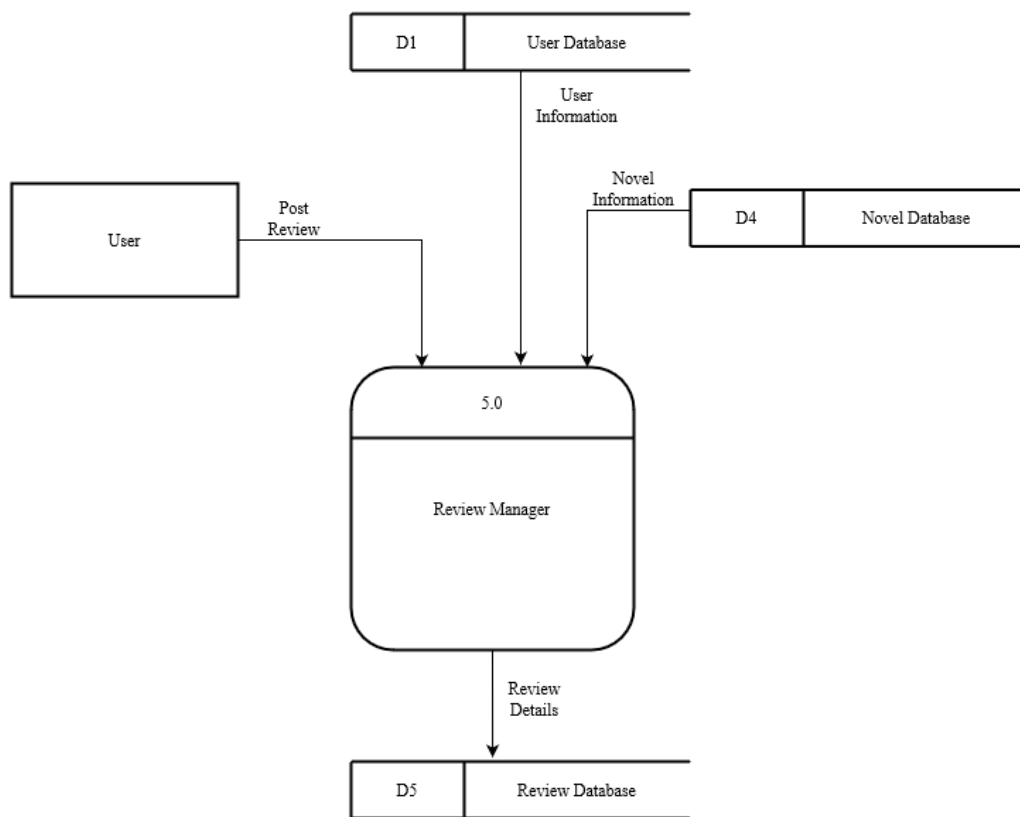 D1 User Database
User
Information
Novel
Information
D4 Novel Database
Post
Review
User
5.0
Review Manager
Review
Details
D5 Review Database